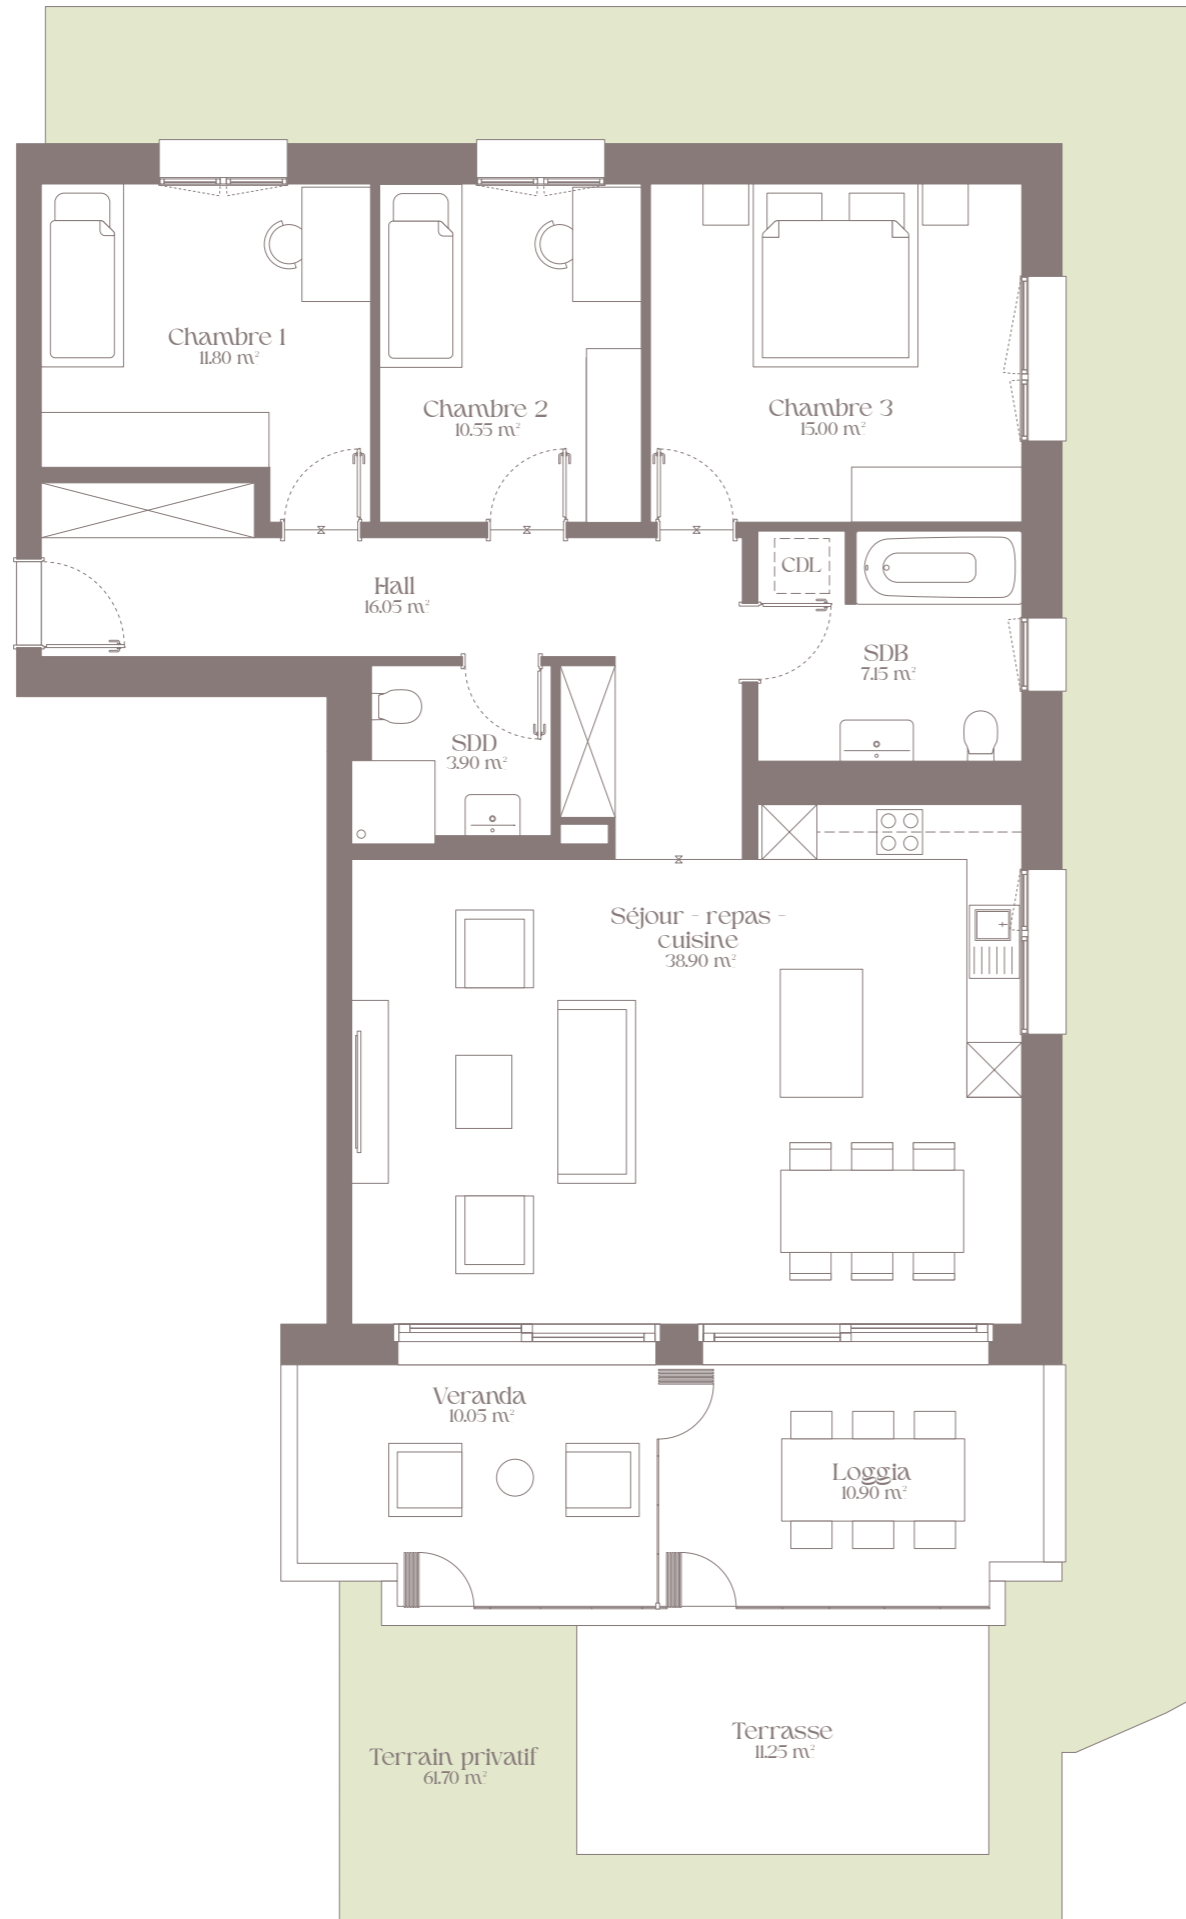 Chambre 1
11.80 m²
Chambre 2
10.55 m²
Chambre 3
15.00 m²
Hall
16.05 m²
CDL
SDB
7.15 m²
SDD
3.90 m²
Séjour - repas -
cuisine
38.90 m²
Veranda
10.05 m²
Loggia
10.90 m²
Terrasse
11.25 m²
Terrain privatif
61.70 m²